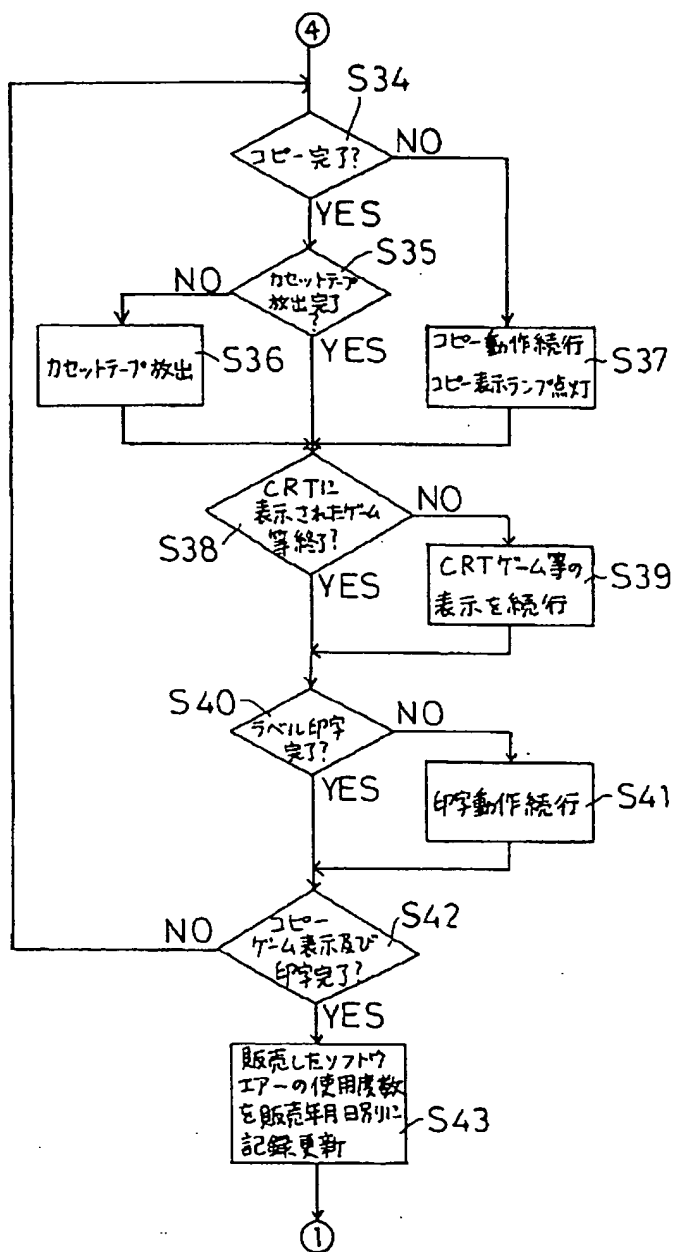 ④
S34
コピー完了?
NO
YES
S35
カセットテープ
放出完了
?
NO
YES
カセットテープ放出
S36
コピー動作続行
コピー表示ランプ点灯
S37
CRTに
表示されたゲーム
等終了?
S38
NO
YES
CRTゲーム等の
表示を続行
S39
S40
ラベル印字
完了?
NO
YES
印字動作続行
S41
コピー
ゲーム表示及び
印字完了?
S42
NO
YES
販売したソフトウ
エアーの使用度数
を販売年月日別に
記録更新
S43
①